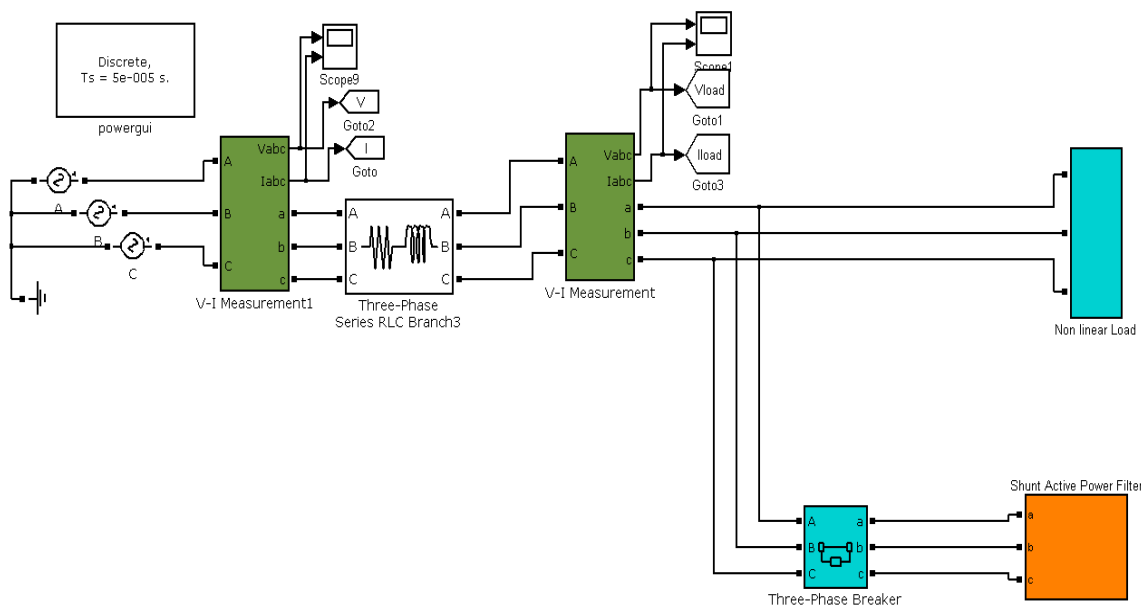 Discrete,
Ts = 5e-005 s.
powergui
Scope9
V
Goto2
I
Goto
Scope1
Vload
Goto1
Iload
Goto3
A
B
C
Vabc
Iabc
A
a
B
b
C
c
V-I Measurement1
A
A
B
B
C
C
Three-Phase
Series RLC Branch3
Vabc
A
Iabc
a
B
b
C
c
V-I Measurement
Non linear Load
Shunt Active Power Filter
A
a
B
b
C
c
Three-Phase Breaker
a
b
c